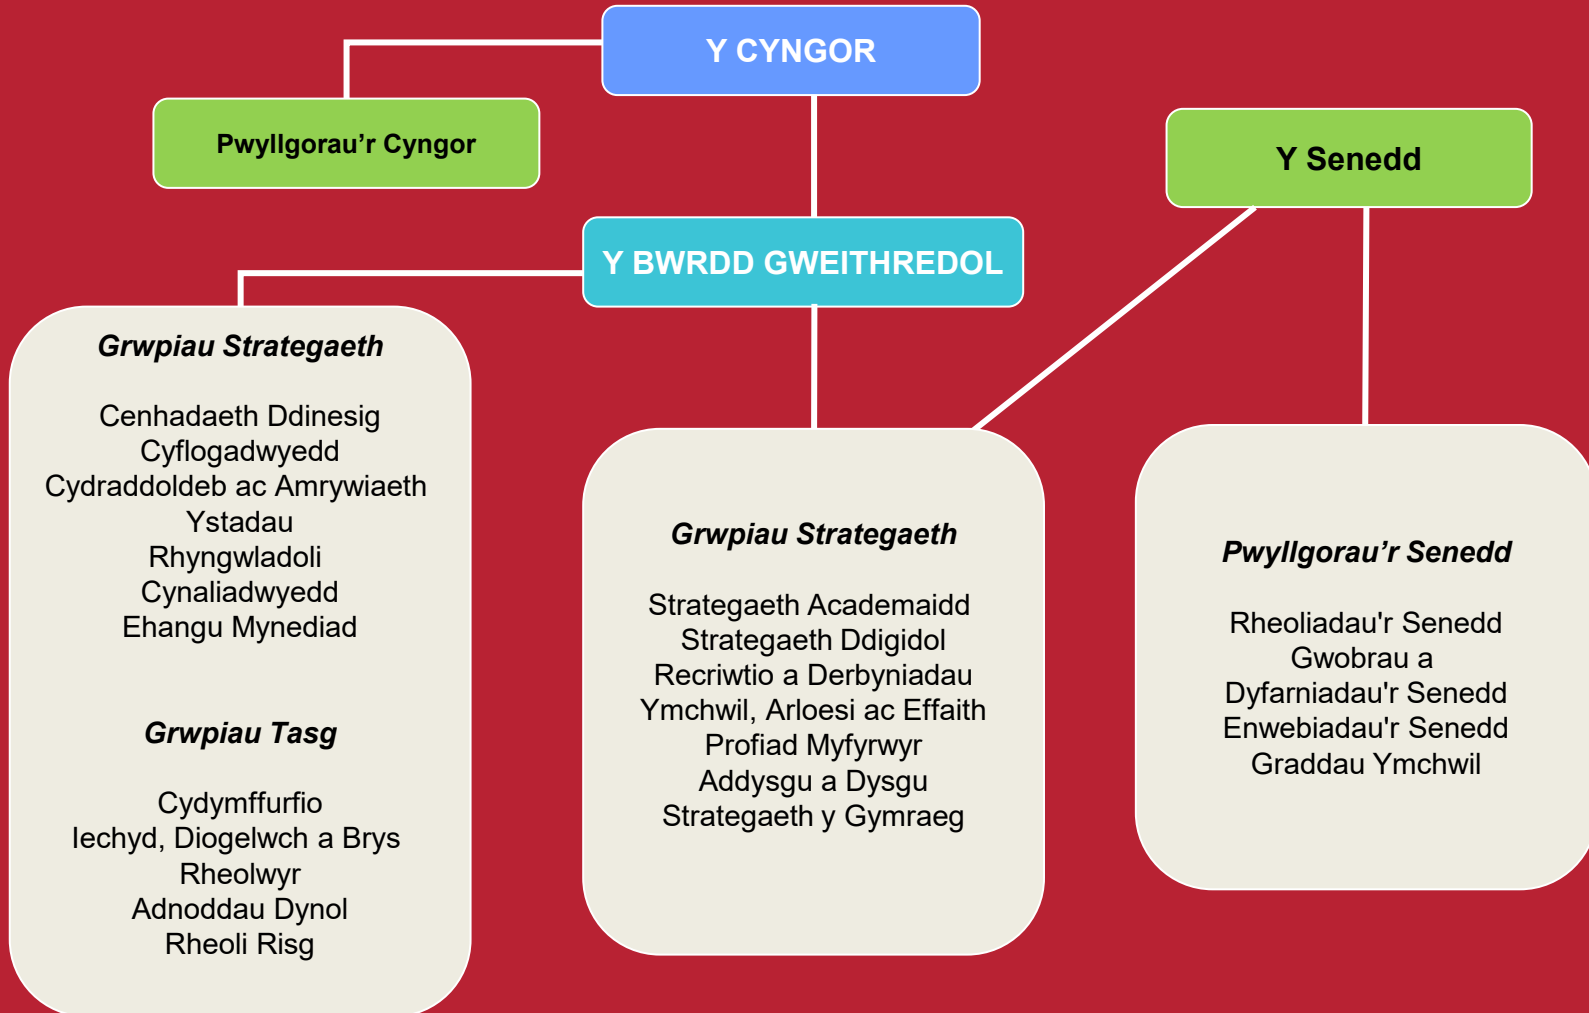 Y CYNGOR
Pwyllgorau’r Cyngor
Y Senedd
Y BWRDD GWEITHREDOL
Grwpiau Strategaeth
Cenhadaeth Ddinesig
Cyflogadwyedd
Cydraddoldeb ac Amrywiaeth
Ystadau
Rhyngwladoli
Cynaliadwyedd
Ehangu Mynediad
Grwpiau Tasg
Cydymffurfio
Iechyd, Diogelwch a Brys
Rheolwyr
Adnoddau Dynol
Rheoli Risg
Grwpiau Strategaeth
Strategaeth Academaidd
Strategaeth Ddigidol
Recriwtio a Derbyniadau
Ymchwil, Arloesi ac Effaith
Profiad Myfyrwyr
Addysgu a Dysgu
Strategaeth y Gymraeg
Pwyllgorau’r Senedd
Rheoliadau'r Senedd
Gwobrau a
Dyfarniadau'r Senedd
Enwebiadau'r Senedd
Graddau Ymchwil